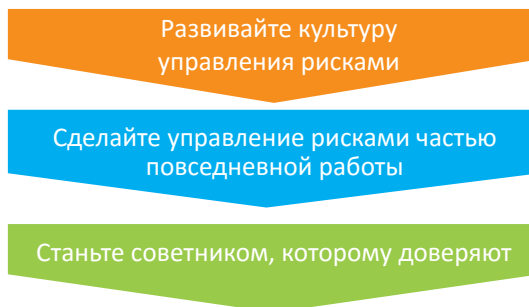 Развивайте культуру
управления рисками
Сделайте управление рисками частью
повседневной работы
Станьте советником, которому доверяют